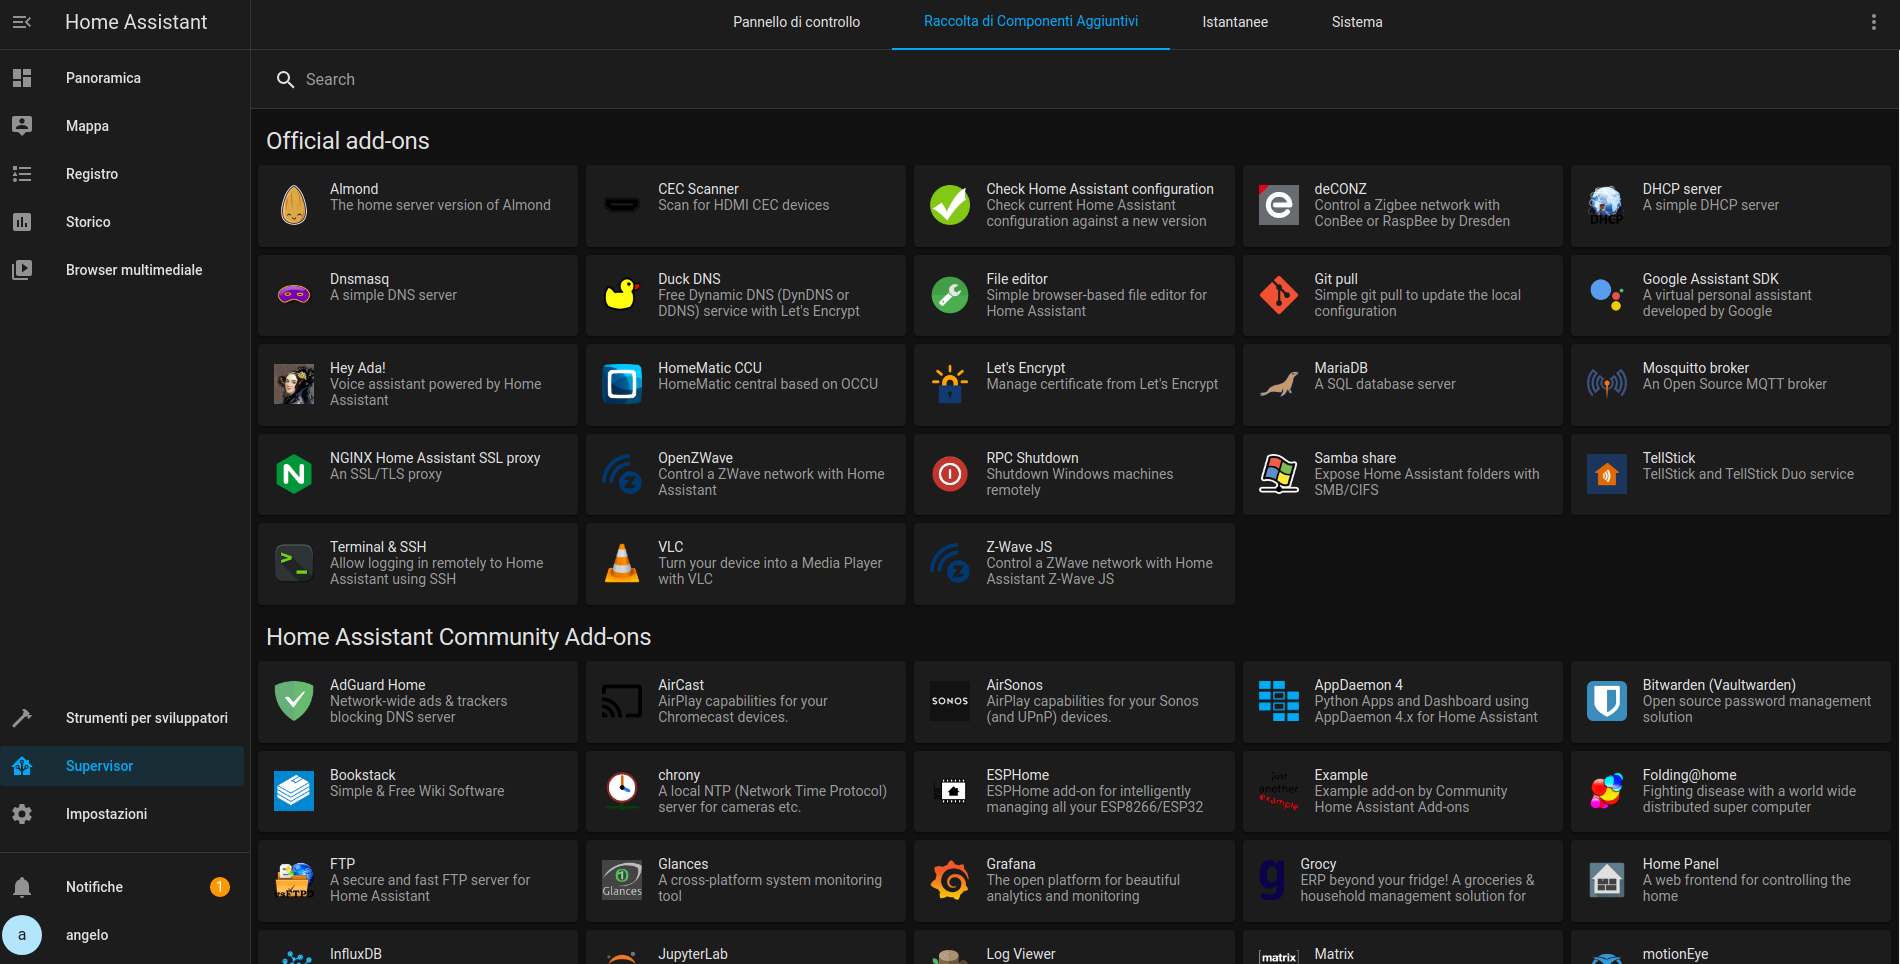 Home Assistant
Pannello di controllo
Raccolta di Componenti Aggiuntivi
Istantanee
Sistema
Panoramica
Mappa
Registro
Storico
Browser multimediale
Strumenti per sviluppatori
Supervisor
Impostazioni
Notifiche
1
a
angelo
Search
Official add-ons
Almond
The home server version of Almond
CEC Scanner
Scan for HDMI CEC devices
Check Home Assistant configuration
Check current Home Assistant
configuration against a new version
deCONZ
Control a Zigbee network with
ConBee or RaspBee by Dresden
DHCP
DHCP server
A simple DHCP server
Dnsmasq
A simple DNS server
Duck DNS
Free Dynamic DNS (DynDNS or
DDNS) service with Let's Encrypt
File editor
Simple browser-based file editor for
Home Assistant
Git pull
Simple git pull to update the local
configuration
Google Assistant SDK
A virtual personal assistant
developed by Google
Hey Ada!
Voice assistant powered by Home
Assistant
HomeMatic CCU
HomeMatic central based on OCCU
Let's Encrypt
Manage certificate from Let's Encrypt
MariaDB
A SQL database server
Mosquitto broker
An Open Source MQTT broker
N
NGINX Home Assistant SSL proxy
An SSL/TLS proxy
OpenZWave
Control a ZWave network with Home
Assistant
RPC Shutdown
Shutdown Windows machines
remotely
Samba share
Expose Home Assistant folders with
SMB/CIFS
TellStick
TellStick and TellStick Duo service
Terminal & SSH
Allow logging in remotely to Home
Assistant using SSH
VLC
Turn your device into a Media Player
with VLC
Z-Wave JS
Control a ZWave network with Home
Assistant Z-Wave JS
Home Assistant Community Add-ons
AdGuard Home
Network-wide ads & trackers
blocking DNS server
AirCast
AirPlay capabilities for your
Chromecast devices.
SONOS
AirSonos
AirPlay capabilities for your Sonos
(and UPnP) devices.
AppDaemon 4
Python Apps and Dashboard using
AppDaemon 4.x for Home Assistant
Bitwarden (Vaultwarden)
Open source password management
solution
Bookstack
Simple & Free Wiki Software
chrony
A local NTP (Network Time Protocol)
server for cameras etc.
ESPHome
ESPHome add-on for intelligently
managing all your ESP8266/ESP32
just
another
example
Example
Example add-on by Community
Home Assistant Add-ons
Folding@home
Fighting disease with a world wide
distributed super computer
vsFTPD
FTP
A secure and fast FTP server for
Home Assistant
Glances
Glances
A cross-platform system monitoring
tool
Grafana
The open platform for beautiful
analytics and monitoring
g
Grocy
ERP beyond your fridge! A groceries &
household management solution for
Home Panel
A web frontend for controlling the
home
InfluxDB
JupyterLab
Log Viewer
[matrix]
Matrix
motionEye